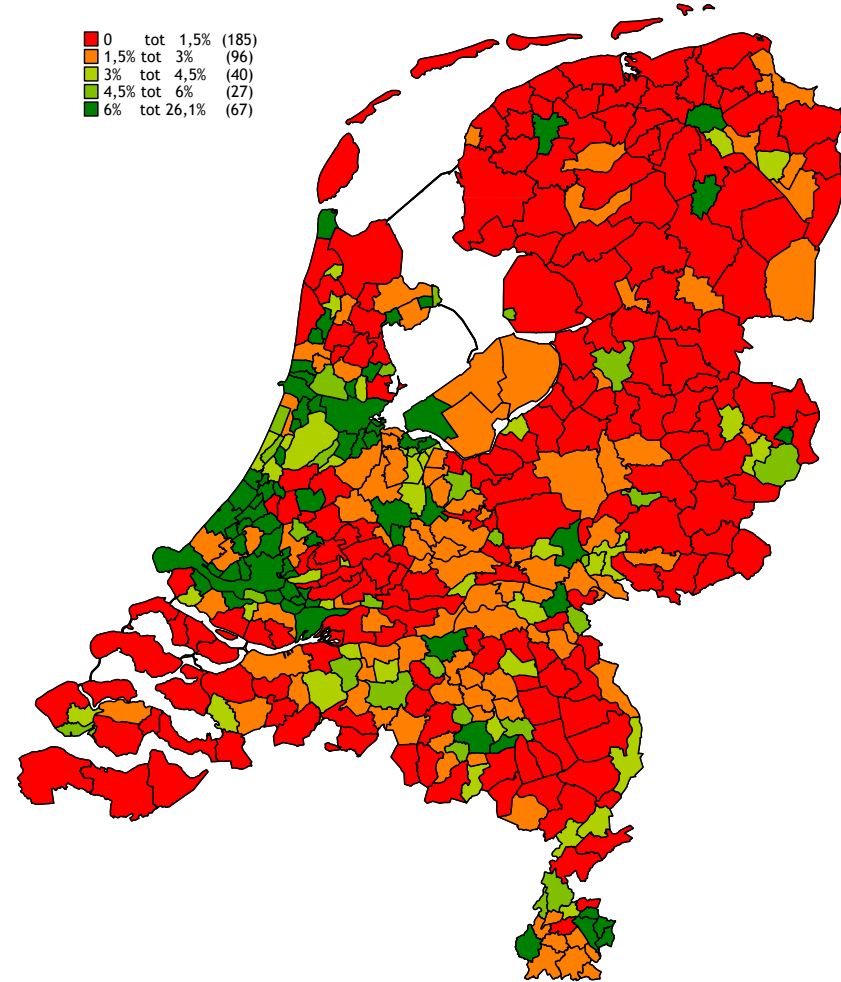 0 tot 1,5% (185)
1,5% tot 3% (96)
3% tot 4,5% (40)
4,5% tot 6% (27)
6% tot 26,1% (67)